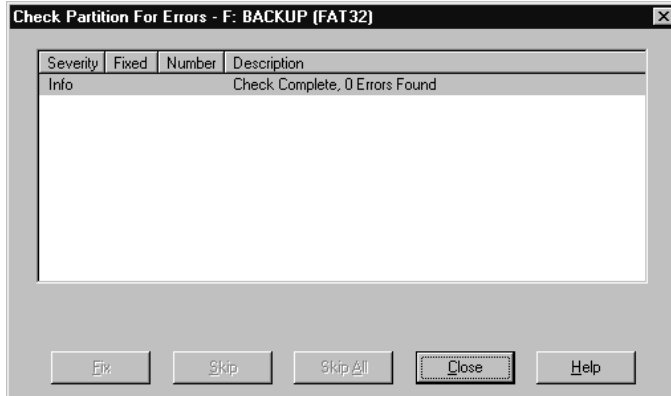 Check Partition For Errors - F: BACKUP (FAT32)
Severity Fixed Number Description
Info Check Complete, 0 Errors Found
Fix Skip Skip All Close Help